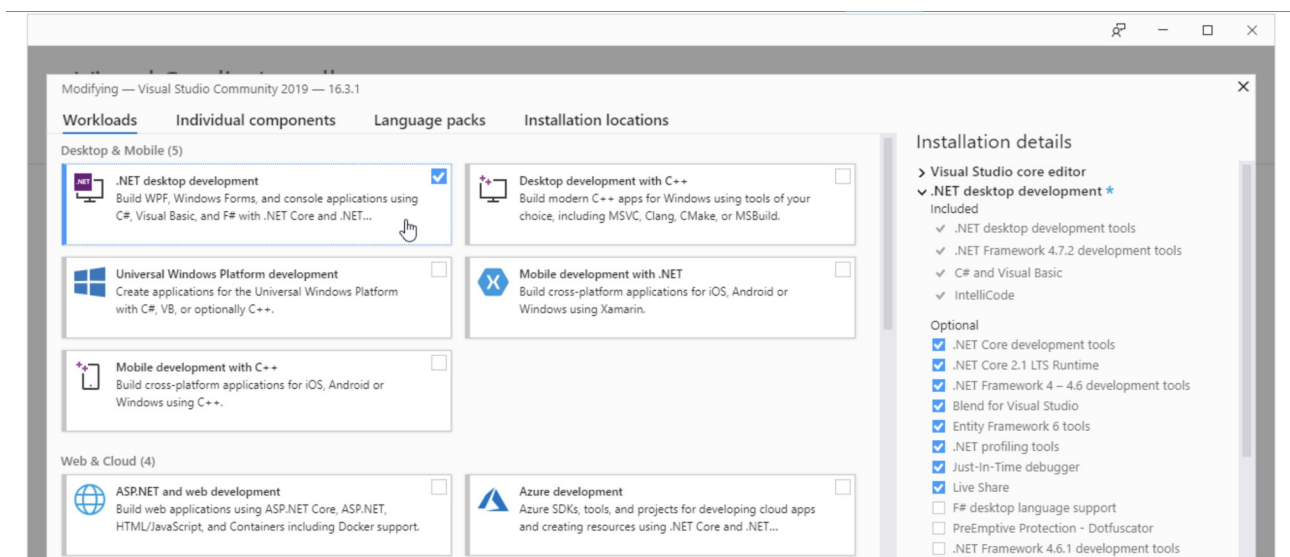 Modifying — Visual Studio Community 2019 — 16.3.1
Workloads
Individual components
Language packs
Installation locations
Desktop & Mobile (5)
.NET
.NET desktop development
Build WPF, Windows Forms, and console applications using
C#, Visual Basic, and F# with .NET Core and .NET...
Desktop development with C++
Build modern C++ apps for Windows using tools of your
choice, including MSVC, Clang, CMake, or MSBuild.
Universal Windows Platform development
Create applications for the Universal Windows Platform
with C#, VB, or optionally C++.
Mobile development with .NET
Build cross-platform applications for iOS, Android or
Windows using Xamarin.
Mobile development with C++
Build cross-platform applications for iOS, Android or
Windows using C++.
Web & Cloud (4)
ASP.NET and web development
Build web applications using ASP.NET Core, ASP.NET,
HTML/JavaScript, and Containers including Docker support.
Azure development
Azure SDKs, tools, and projects for developing cloud apps
and creating resources using .NET Core and .NET...
Installation details
Visual Studio core editor
.NET desktop development *
Included
.NET desktop development tools
.NET Framework 4.7.2 development tools
C# and Visual Basic
IntelliCode
Optional
.NET Core development tools
.NET Core 2.1 LTS Runtime
.NET Framework 4 – 4.6 development tools
Blend for Visual Studio
Entity Framework 6 tools
.NET profiling tools
Just-In-Time debugger
Live Share
F# desktop language support
PreEmptive Protection - Dotfuscator
.NET Framework 4.6.1 development tools